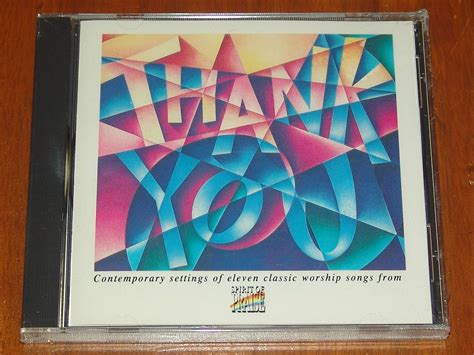 THANK
YOU
Contemporary settings of eleven classic worship songs from
SPIRIT OF
PRAISE